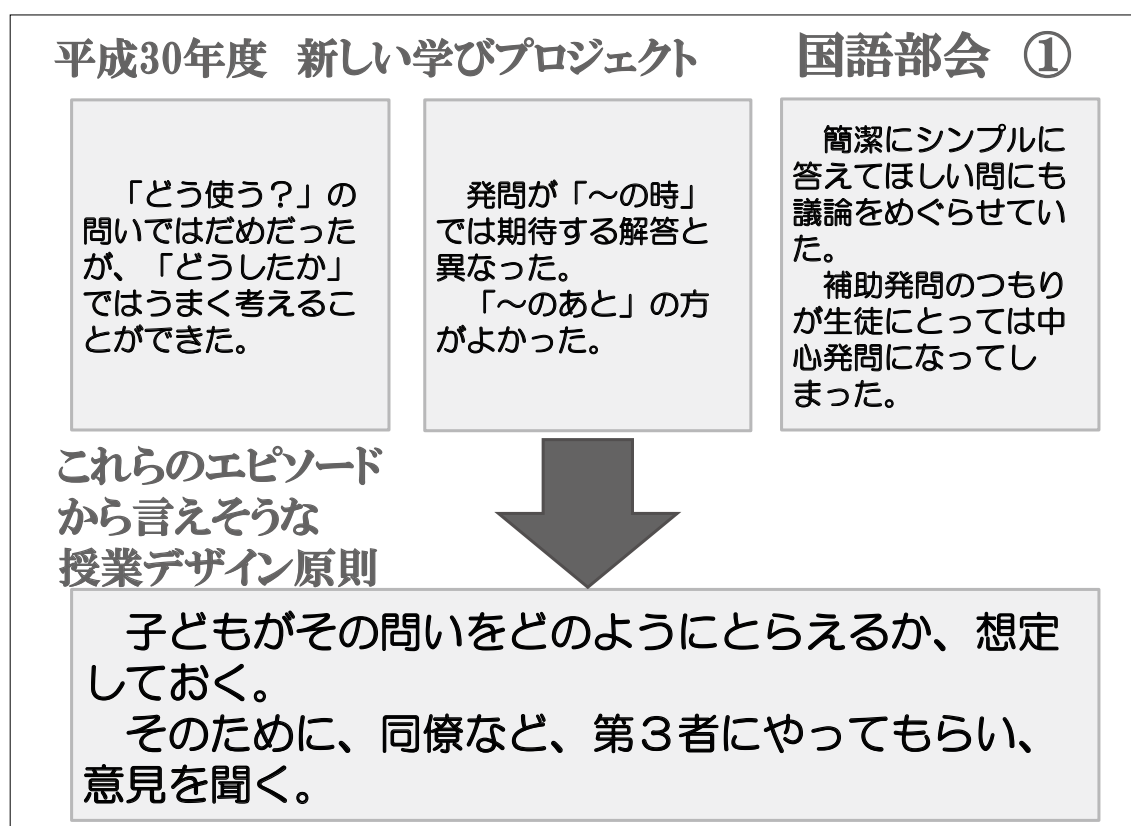 平成30年度　新しい学びプロジェクト　国語部会　①
　「どう使う？」の
問いではだめだった
が、「どうしたか」
ではうまく考えるこ
とができた。
　発問が「～の時」
では期待する解答と
異なった。
　「～のあと」の方
がよかった。
　簡潔にシンプルに
答えてほしい問にも
議論をめぐらせてい
た。
　補助発問のつもり
が生徒にとっては中
心発問になってし
まった。
これらのエピソード
から言えそうな
授業デザイン原則
　子どもがその問いをどのようにとらえるか、想定
しておく。
　そのために、同僚など、第３者にやってもらい、
意見を聞く。